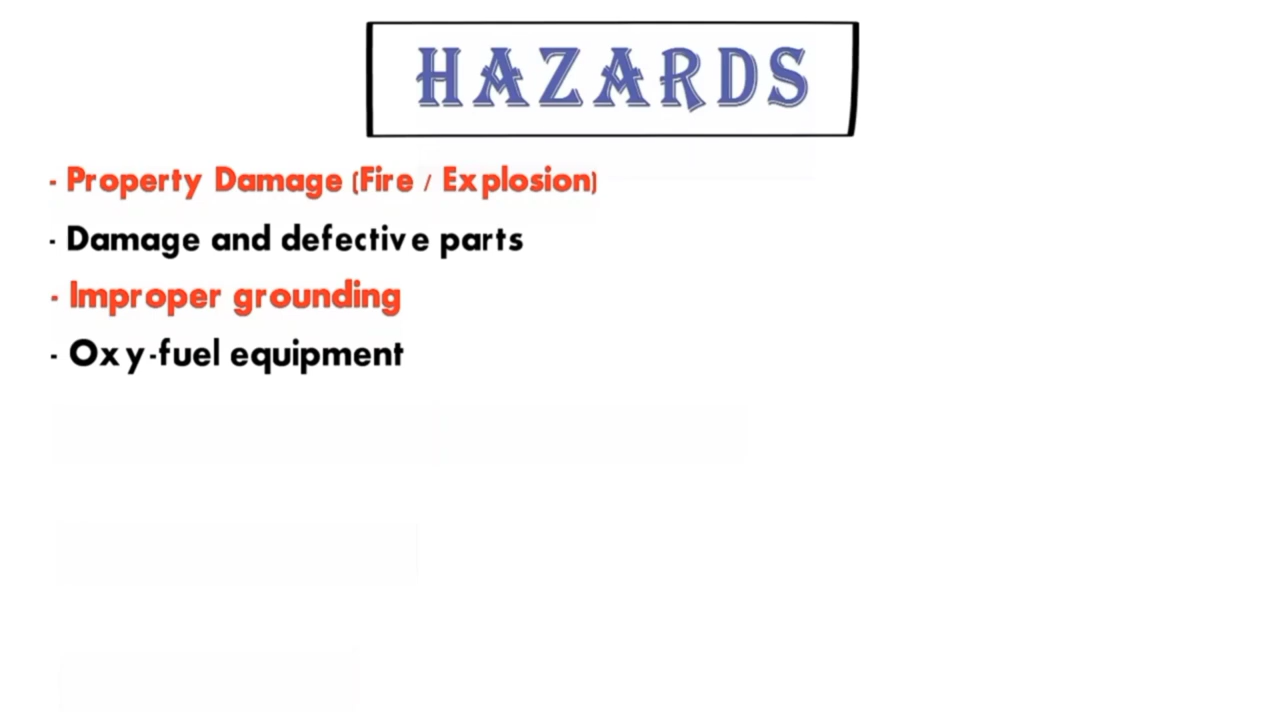 HAZARDS
- Property Damage (Fire / Explosion)
- Damage and defective parts
- Improper grounding
- Oxy-fuel equipment